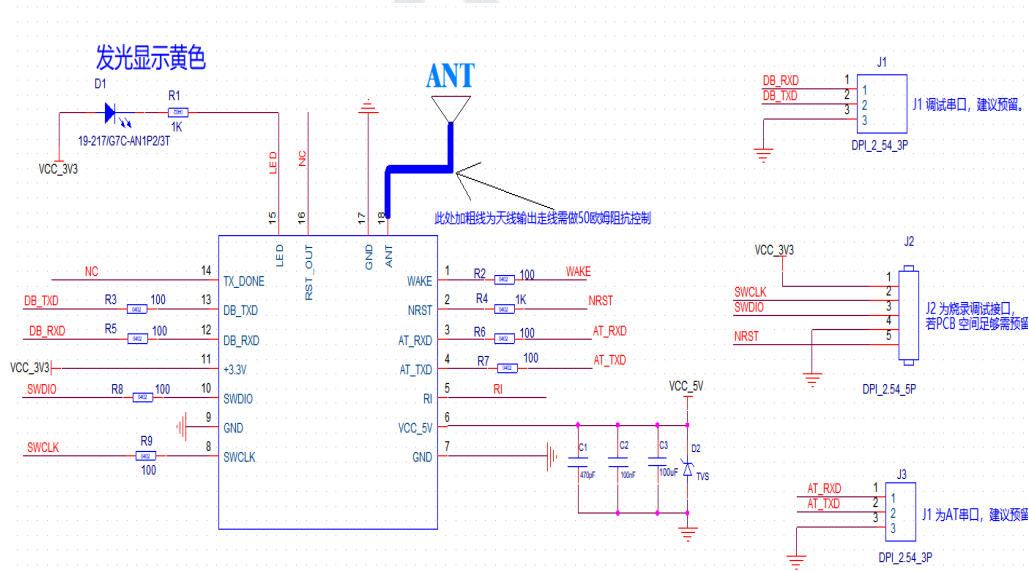 发光显示黄色
D1
R1
1K
19-217/G7C-AN1P2/3T
VCC_3V3
LED
NC
ANT
此处加粗线为天线输出走线需做50欧姆阻抗控制
15
16
17
18
LED
RST_OUT
GND
ANT
NC
14
TX_DONE
DB_TXD
R3
100
13
DB_TXD
DB_RXD
R5
100
12
DB_RXD
VCC_3V3
11
+3.3V
SWDIO
R8
100
10
SWDIO
9
GND
SWCLK
R9
100
8
SWCLK
WAKE
1
R2
100
WAKE
NRST
2
R4
1K
NRST
AT_RXD
3
R6
100
AT_RXD
AT_TXD
4
R7
100
AT_TXD
RI
5
RI
VCC_5V
6
GND
7
VCC_5V
C1
470pF
C2
100nF
C3
100uF
D2
TVS
J1
DB_RXD
1
1
DB_TXD
2
2
3
3
J1 调试串口，建议预留。
DPI_2_54_3P
VCC_3V3
J2
1
SWCLK
2
SWDIO
3
4
NRST
5
J2 为烧录调试接口，
若PCB 空间足够需预留
DPI_2.54_5P
J3
AT_RXD
1
1
AT_TXD
2
2
3
3
J1 为AT串口，建议预留
DPI_2.54_3P